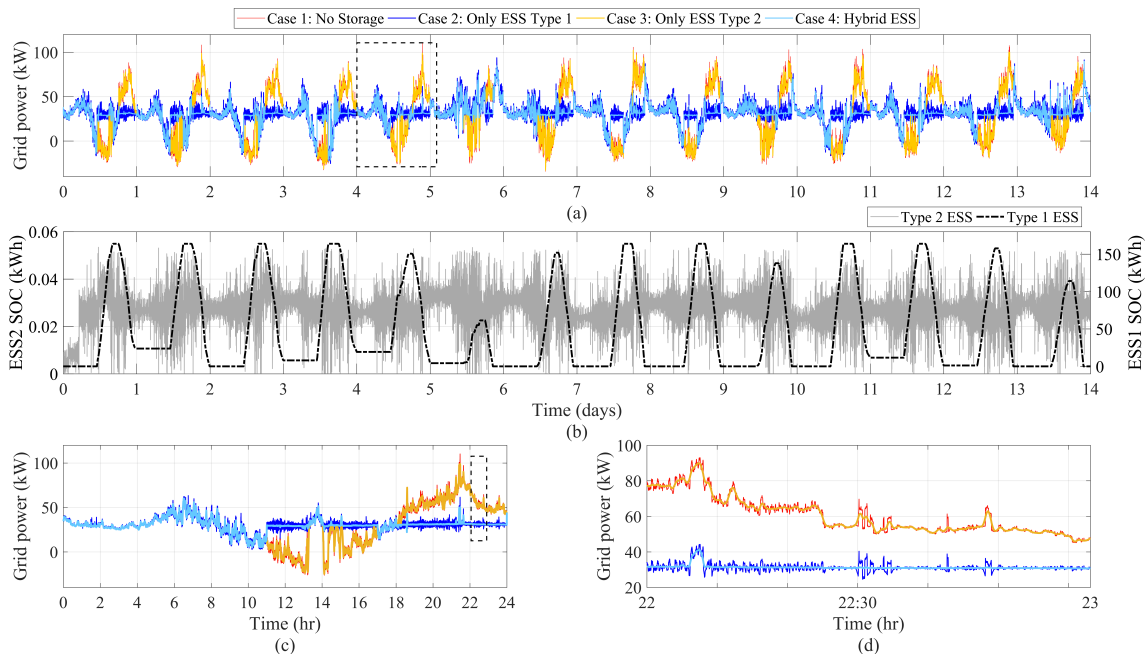 Case 1: No Storage Case 2: Only ESS Type 1 Case 3: Only ESS Type 2 Case 4: Hybrid ESS
Grid power (kW)
100
50
0
0 1 2 3 4 5 6 7 8 9 10 11 12 13 14
(a)
Type 2 ESS Type 1 ESS
ESS2 SOC (kWh)
0.06
0.04
0.02
0
150
100
50
0
ESS1 SOC (kWh)
0 1 2 3 4 5 6 7 8 9 10 11 12 13 14
Time (days)
(b)
Grid power (kW)
100
50
0
0 2 4 6 8 10 12 14 16 18 20 22 24
Time (hr)
(c)
Grid power (kW)
100
80
60
40
20
22 22:30 23
Time (hr)
(d)